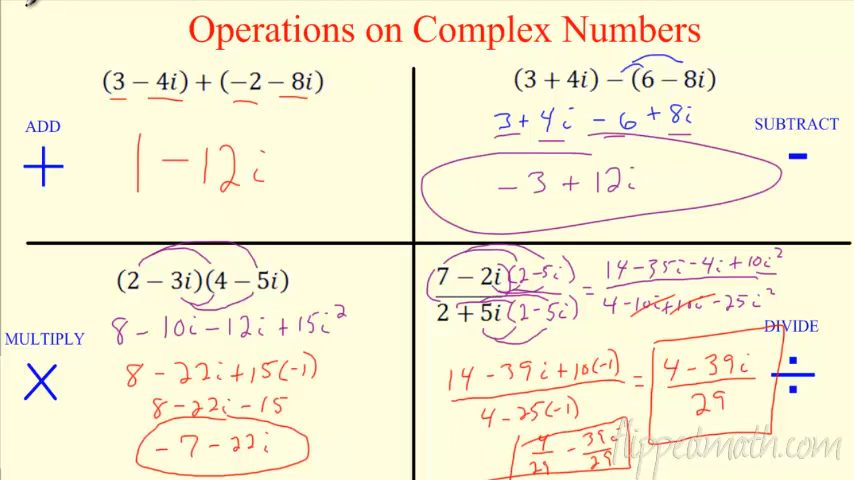 Operations on Complex Numbers
(3 − 4i) + (−2 − 8i)
ADD
+
1 − 12i
(3 + 4i) − (6 − 8i)
3 + 4i − 6 + 8i
SUBTRACT
-
− 3 + 12i
(2 − 3i)(4 − 5i)
8 − 10i − 12i + 15i²
MULTIPLY
×
8 − 22i + 15(−1)
8 − 22i − 15
− 7 − 22i
(7 − 2i)(2 − 5i) / (2 + 5i)(2 − 5i) = (14 − 35i − 4i + 10i²) / (4 − 10i + 10i − 25i²)
DIVIDE
÷
(14 − 39i + 10(−1)) / (4 − 25(−1)) = (4 − 39i) / 29
4/29 − 39i/29
flippedmath.com